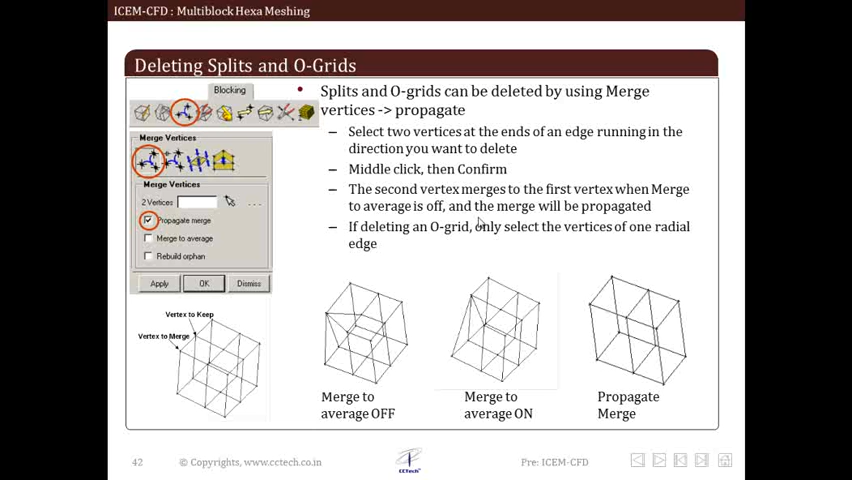 ICEM-CFD : Multiblock Hexa Meshing
Deleting Splits and O-Grids
Blocking
Merge Vertices
Merge Vertices
2 Vertices
Propagate merge
Merge to average
Rebuild orphan
Apply OK Dismiss
• Splits and O-grids can be deleted by using Merge
vertices -> propagate
– Select two vertices at the ends of an edge running in the
direction you want to delete
– Middle click, then Confirm
– The second vertex merges to the first vertex when Merge
to average is off, and the merge will be propagated
– If deleting an O-grid, only select the vertices of one radial
edge
Vertex to Keep
Vertex to Merge
Merge to
average OFF
Merge to
average ON
Propagate
Merge
42 © Copyrights, www.cctech.co.in CCTech Pre: ICEM-CFD